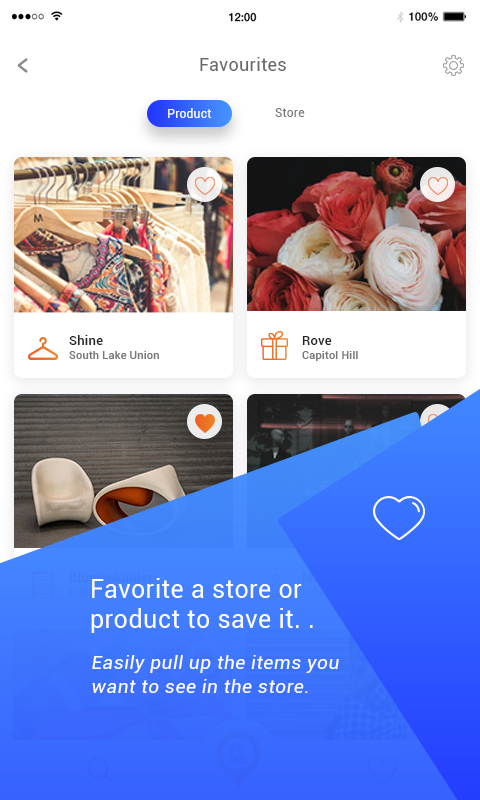 12:00
100%
Favourites
Product
Store
M
Shine
South Lake Union
Rove
Capitol Hill
Favorite a store or
product to save it. .
Easily pull up the items you
want to see in the store.